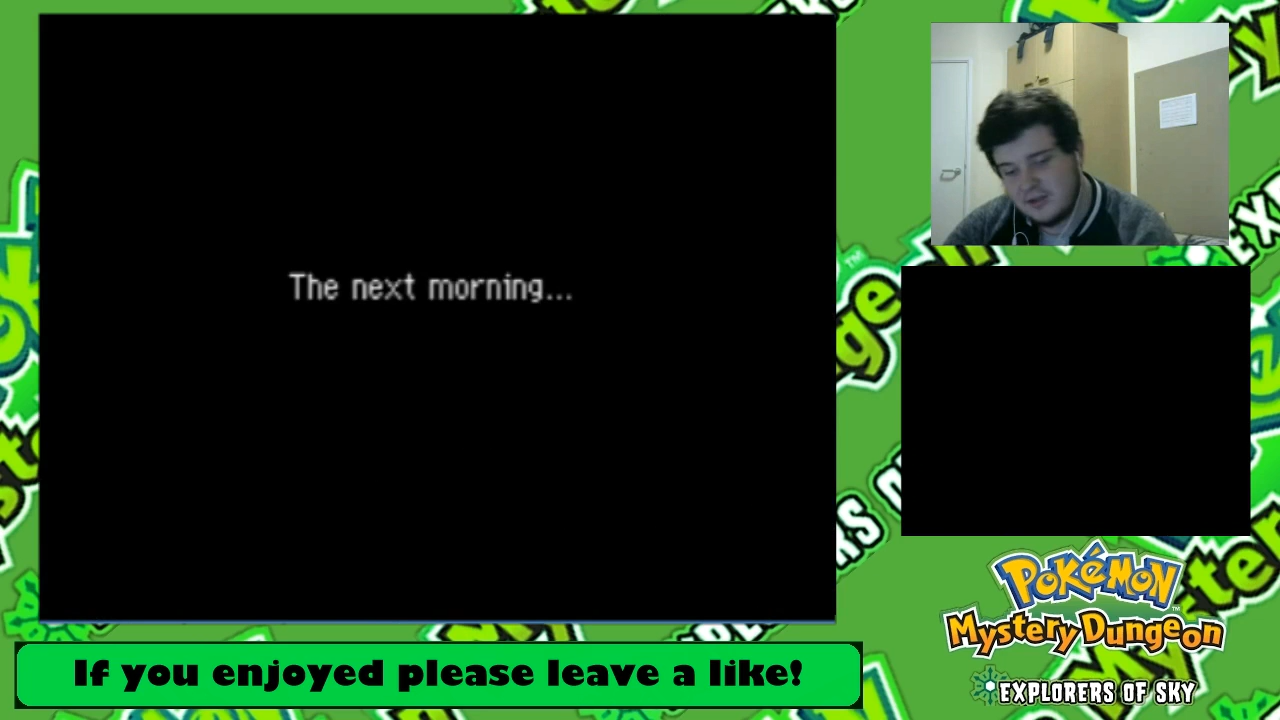 The next morning...
If you enjoyed please leave a like!
POKéMON
Mystery Dungeon
EXPLORERS OF SKY